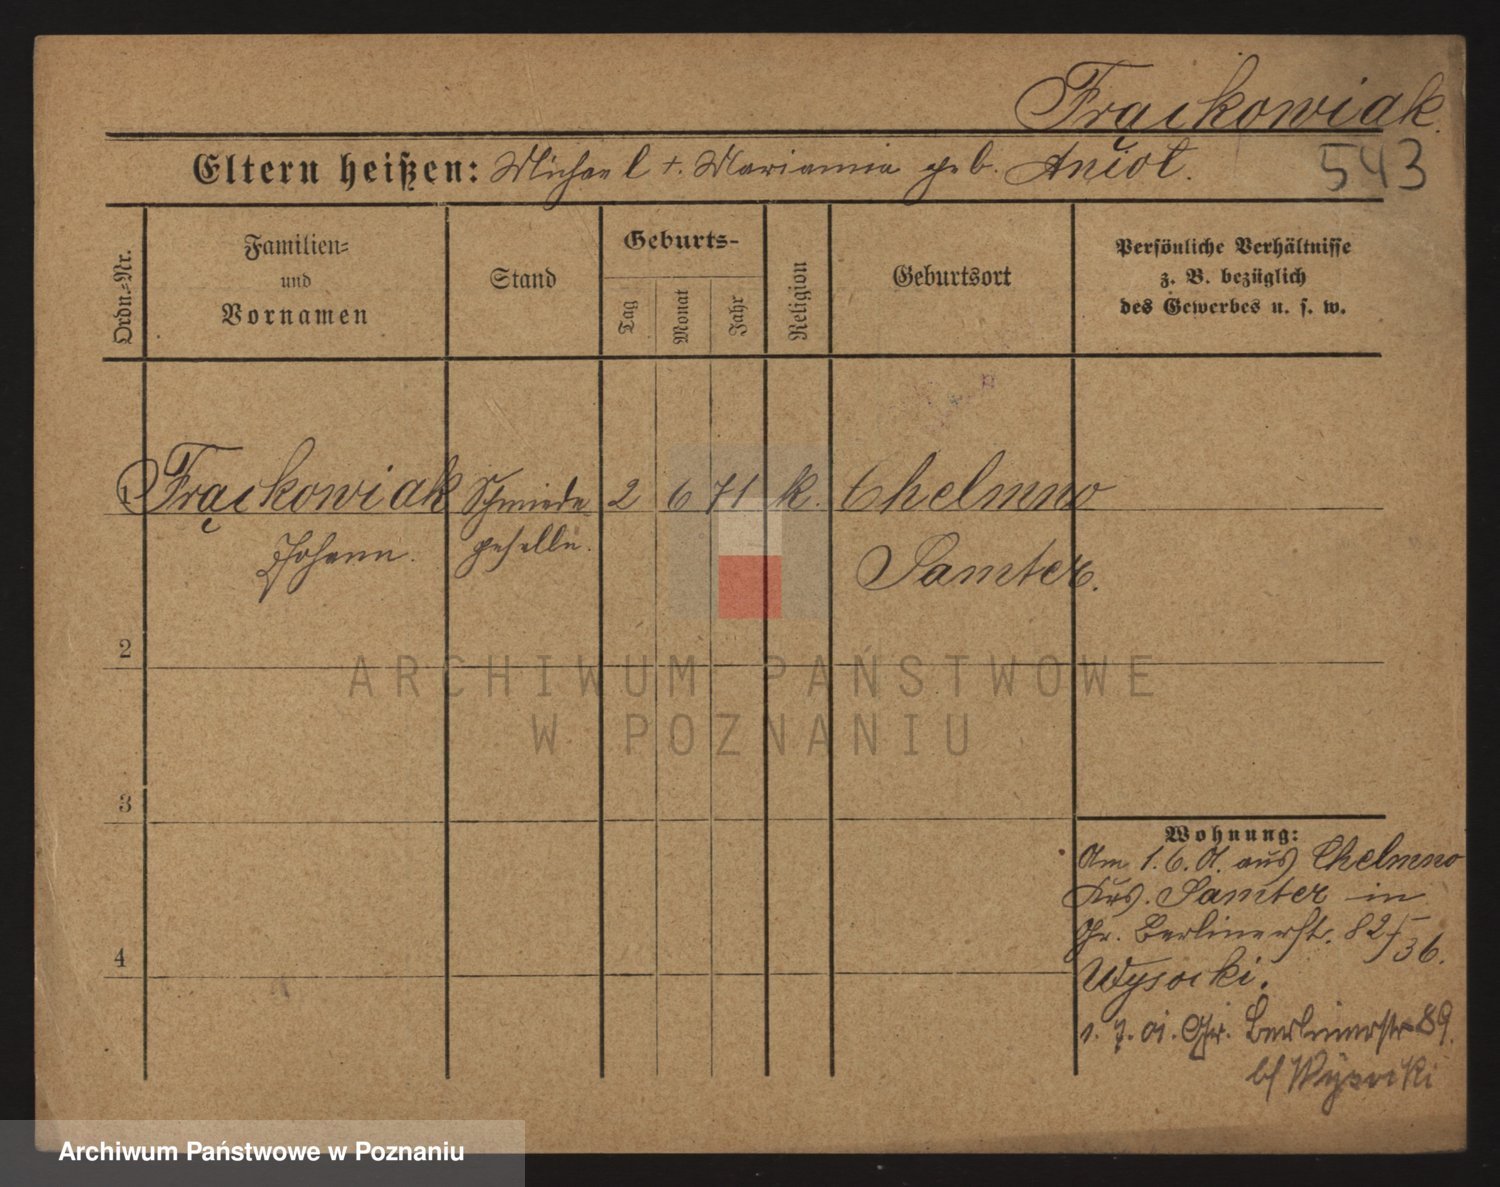 Frąckowiak.
Eltern heißen: Michael u. Marianna geb. Anioł.
543
Ordn.-Nr.
Familien-
und
Vornamen
Stand
Geburts-
Tag
Monat
Jahr
Religion
Geburtsort
Persönliche Verhältnisse
z. B. bezüglich
des Gewerbes u. s. w.
1 Frąckowiak Schmiede 2 6 71 k. Chelmno
Johann. geselle. Samter.
2
ARCHIWUM PAŃSTWOWE
W POZNANIU
3
Wohnung:
Am 1. 6. 01. aus Chelmno
Krs. Samter in
Gr. Berlinerstr. 82/36.
Wysocki.
4
1. 7. 01. Gr. Berlinerstr 89.
b/ Wysocki
Archiwum Państwowe w Poznaniu